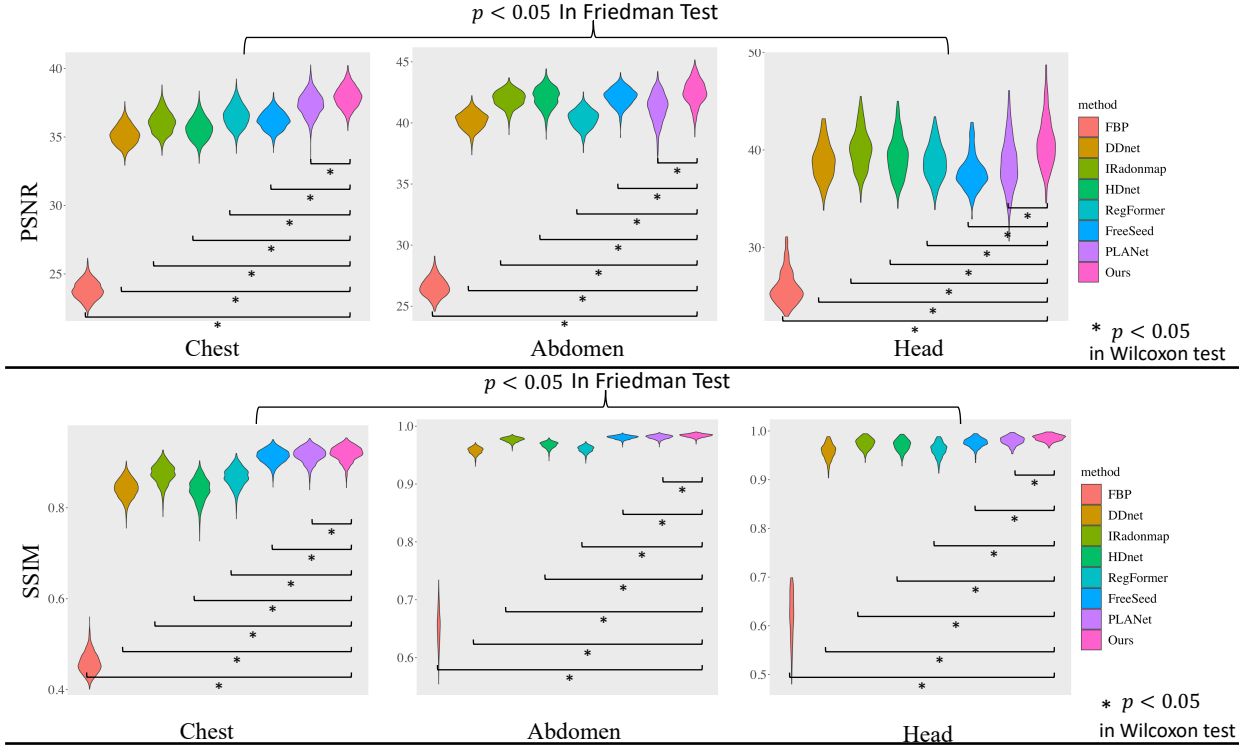 p < 0.05 In Friedman Test
PSNR
40
35
30
25
45
40
35
30
25
50
40
30
* * * * * * *
* * * * * * *
* * * * * * *
method
FBP
DDnet
IRadonmap
HDnet
RegFormer
FreeSeed
PLANet
Ours
* p < 0.05
in Wilcoxon test
Chest
Abdomen
Head
p < 0.05 In Friedman Test
SSIM
0.8
0.6
0.4
1.0
0.9
0.8
0.7
0.6
1.0
0.9
0.8
0.7
0.6
0.5
* * * * * * *
* * * * * * *
* * * * * * *
method
FBP
DDnet
IRadonmap
HDnet
RegFormer
FreeSeed
PLANet
Ours
* p < 0.05
in Wilcoxon test
Chest
Abdomen
Head